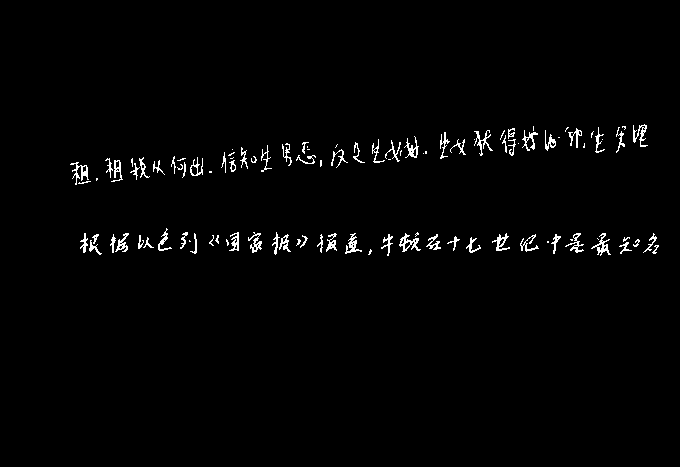 租.租税从何出.信知生男恶,反是生女好.生女犹得嫁比邻,生男埋
根据以色列《国家报》报道,牛顿在十七世纪中是最知名